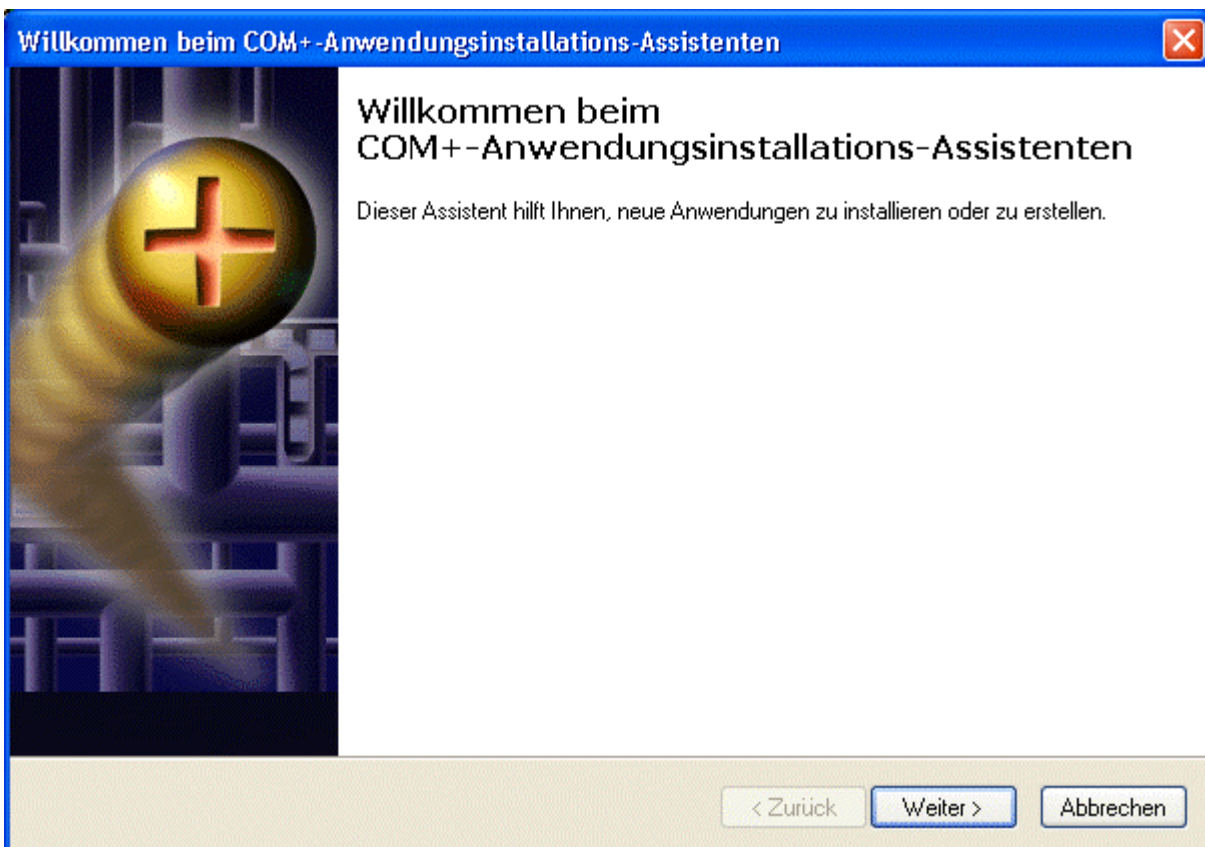 Willkommen beim COM+-Anwendungsinstallations-Assistenten
Willkommen beim
COM+-Anwendungsinstallations-Assistenten
Dieser Assistent hilft Ihnen, neue Anwendungen zu installieren oder zu erstellen.
< Zurück Weiter > Abbrechen